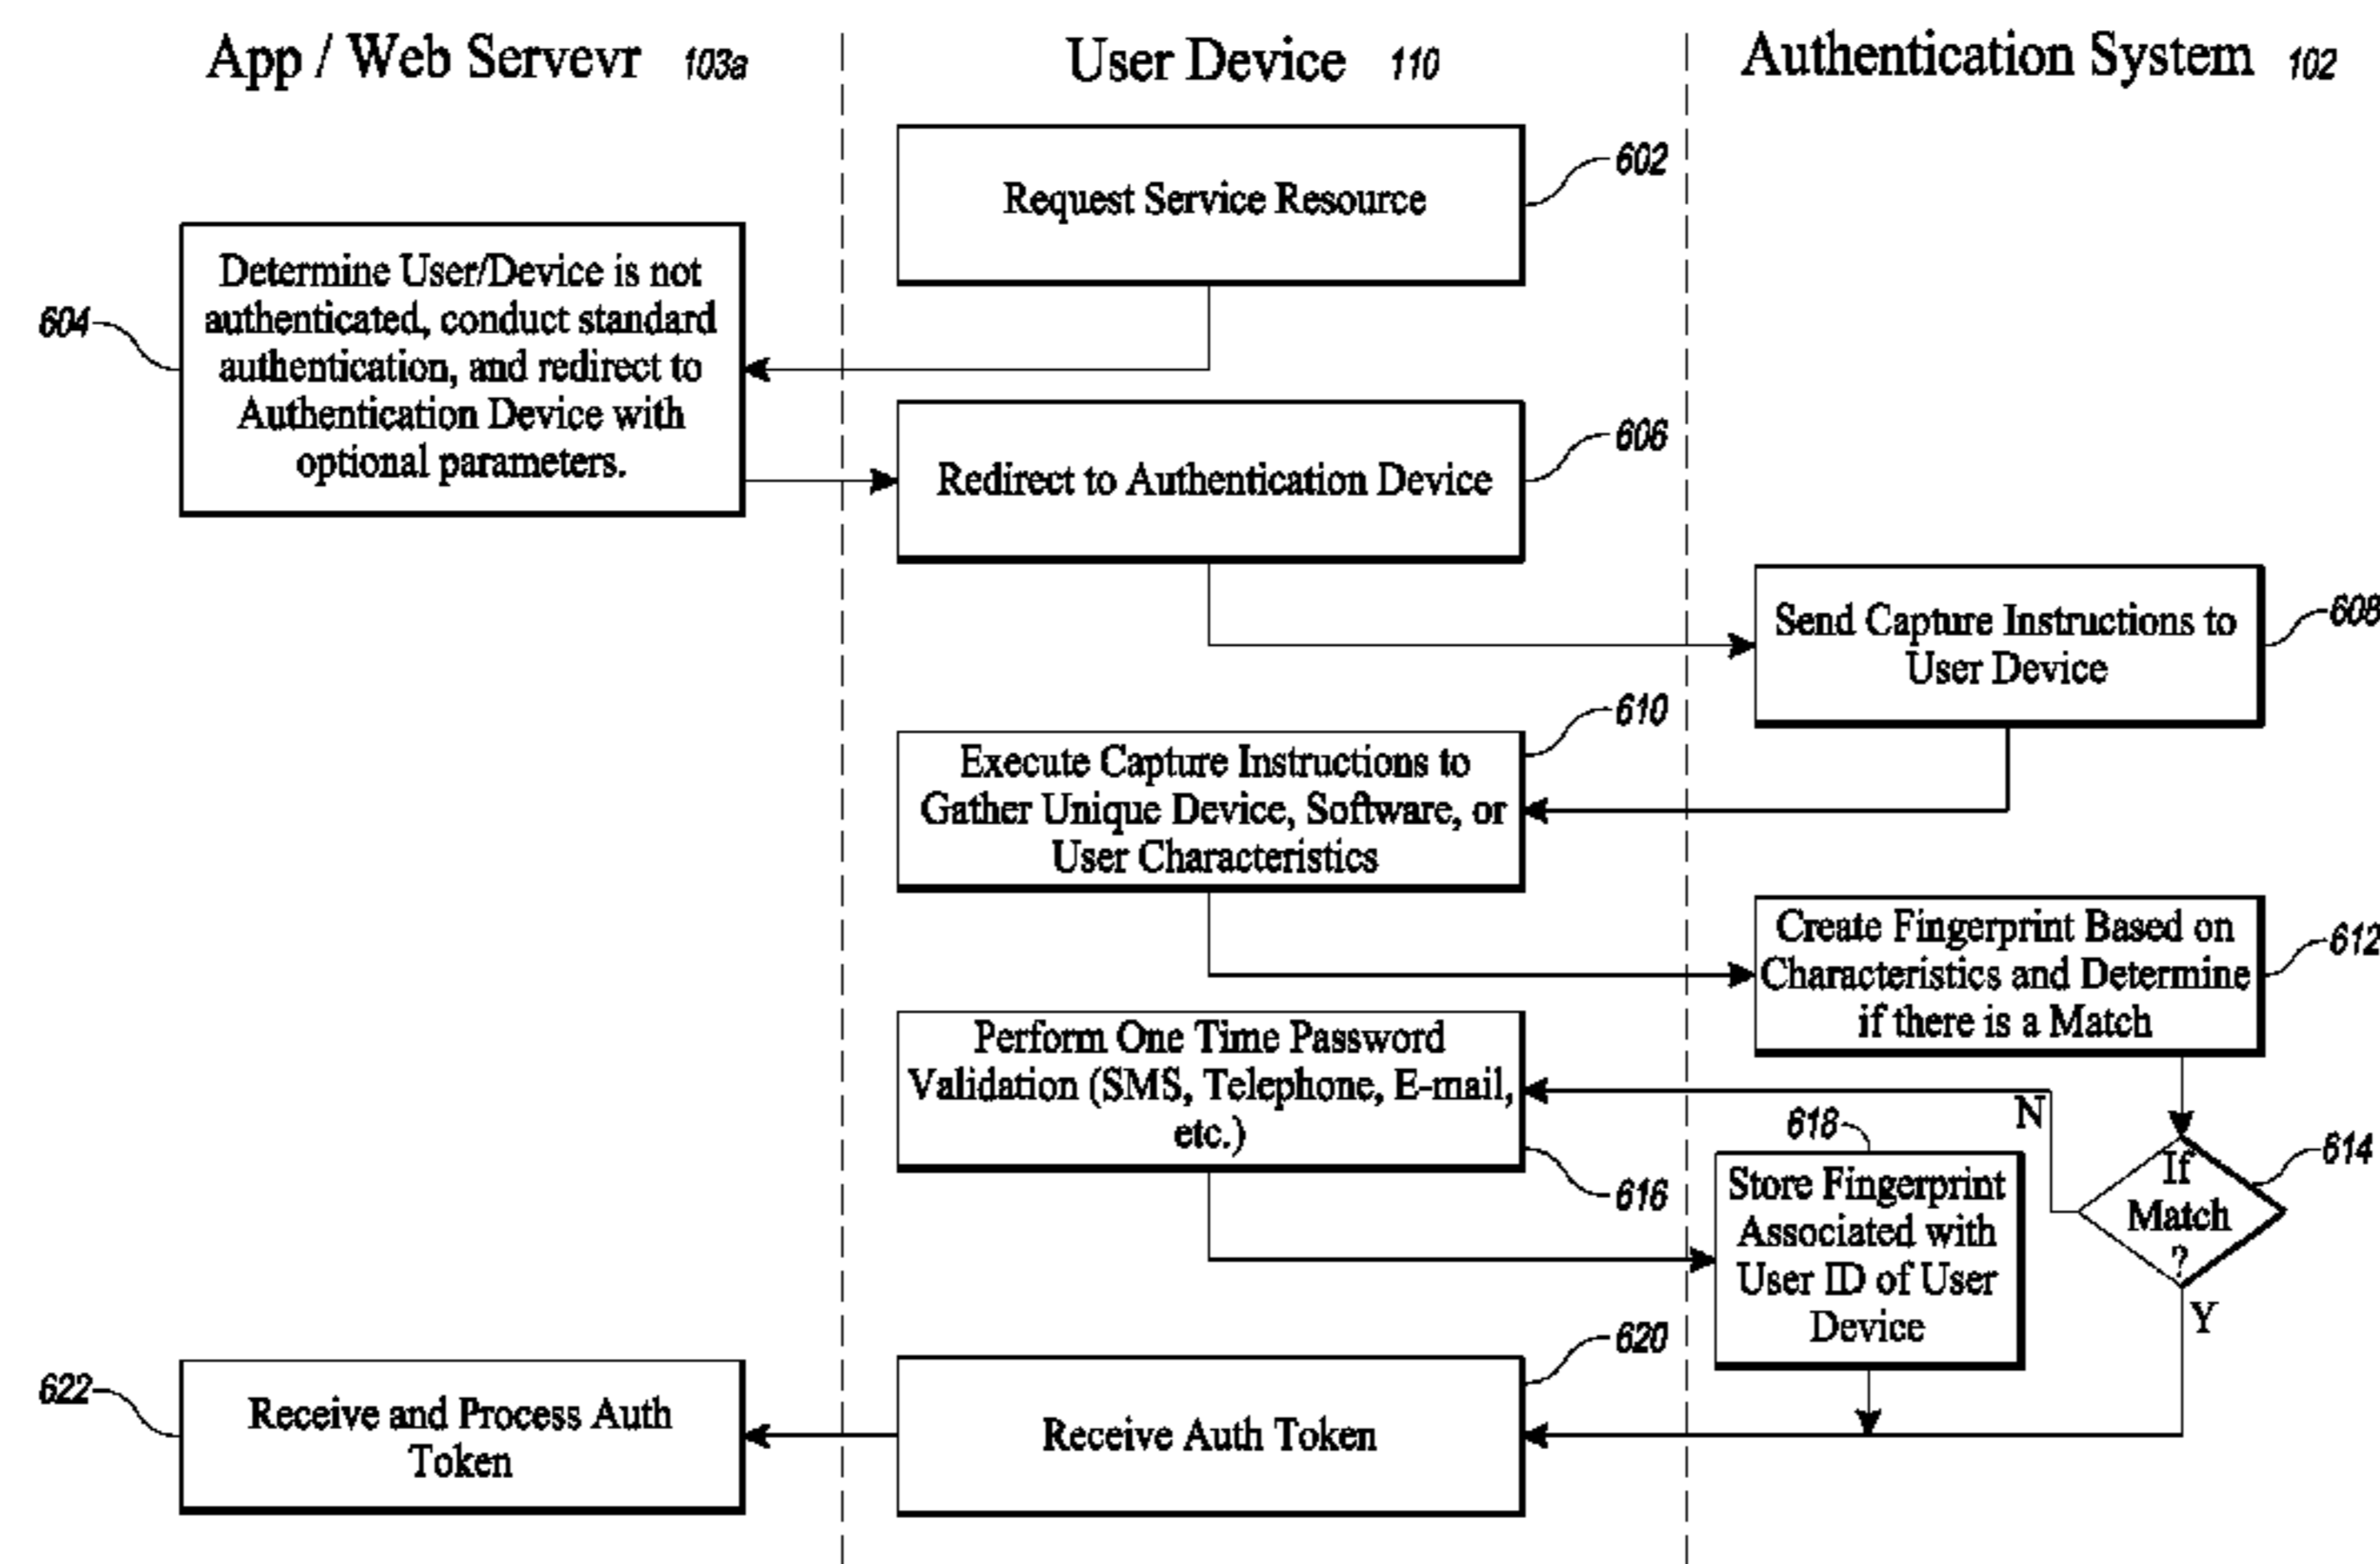 App / Web Servevr 103a
User Device 110
Authentication System 102
Request Service Resource
602
Determine User/Device is not
authenticated, conduct standard
authentication, and redirect to
Authentication Device with
optional parameters.
604
Redirect to Authentication Device
606
Send Capture Instructions to
User Device
608
Execute Capture Instructions to
Gather Unique Device, Software, or
User Characteristics
610
Create Fingerprint Based on
Characteristics and Determine
if there is a Match
612
Perform One Time Password
Validation (SMS, Telephone, E-mail,
etc.)
616
N
If
Match
?
614
Y
618
Store Fingerprint
Associated with
User ID of User
Device
Receive Auth Token
620
Receive and Process Auth
Token
622